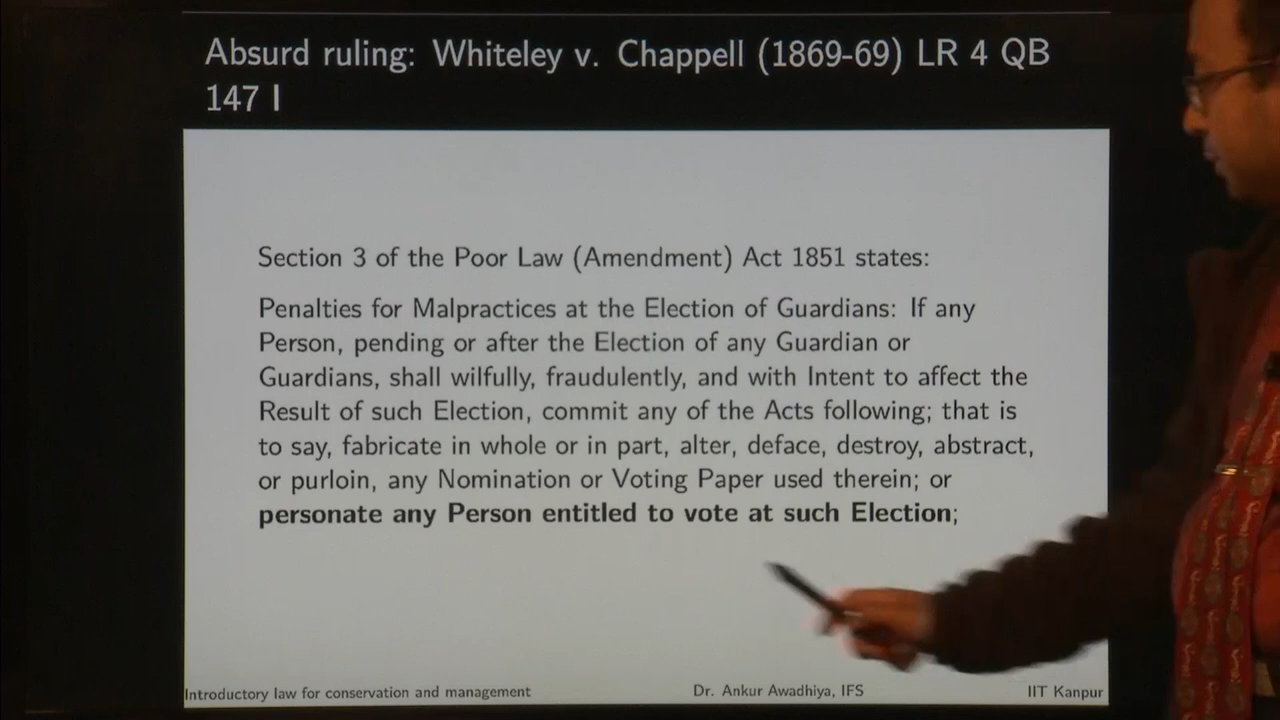 Absurd ruling: Whiteley v. Chappell (1869-69) LR 4 QB
147 I
Section 3 of the Poor Law (Amendment) Act 1851 states:
Penalties for Malpractices at the Election of Guardians: If any
Person, pending or after the Election of any Guardian or
Guardians, shall wilfully, fraudulently, and with Intent to affect the
Result of such Election, commit any of the Acts following; that is
to say, fabricate in whole or in part, alter, deface, destroy, abstract,
or purloin, any Nomination or Voting Paper used therein; or
personate any Person entitled to vote at such Election;
Introductory law for conservation and management Dr. Ankur Awadhiya, IFS IIT Kanpur